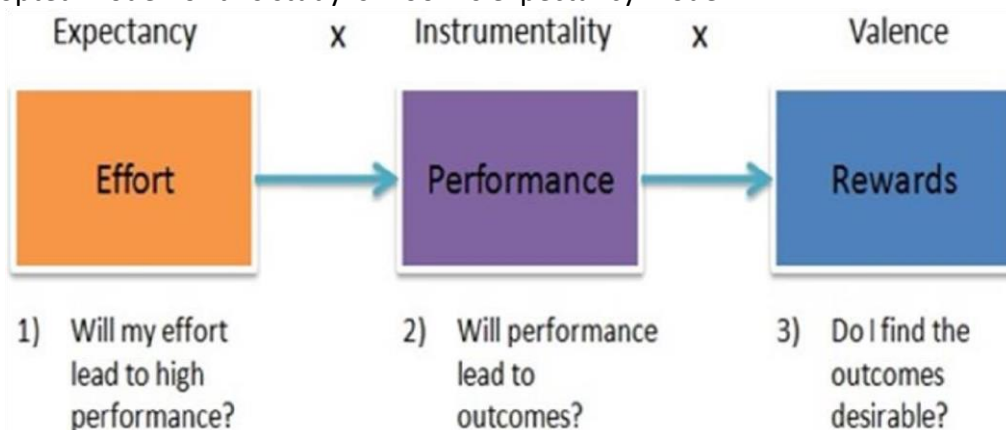 Expectancy x Instrumentality x Valence
Effort Performance Rewards
1) Will my effort
lead to high
performance?
2) Will performance
lead to
outcomes?
3) Do I find the
outcomes
desirable?